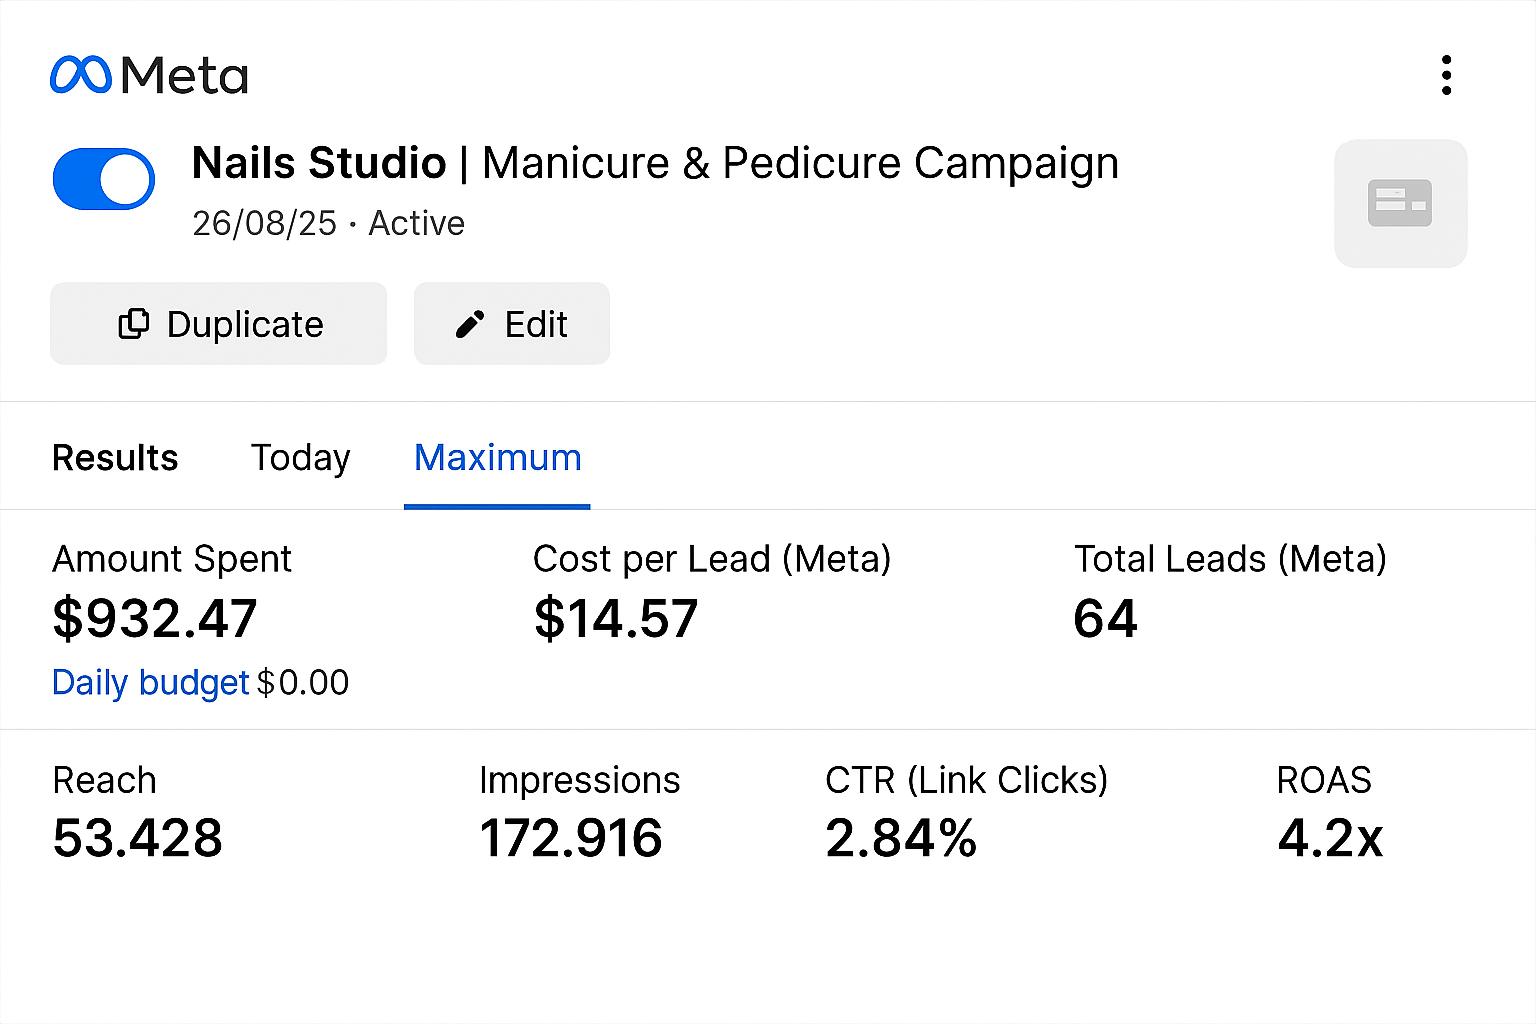 Meta
Nails Studio | Manicure & Pedicure Campaign
26/08/25 · Active
Duplicate
Edit
Results Today Maximum
Amount Spent Cost per Lead (Meta) Total Leads (Meta)
$932.47 $14.57 64
Daily budget $0.00
Reach Impressions CTR (Link Clicks) ROAS
53.428 172.916 2.84% 4.2x